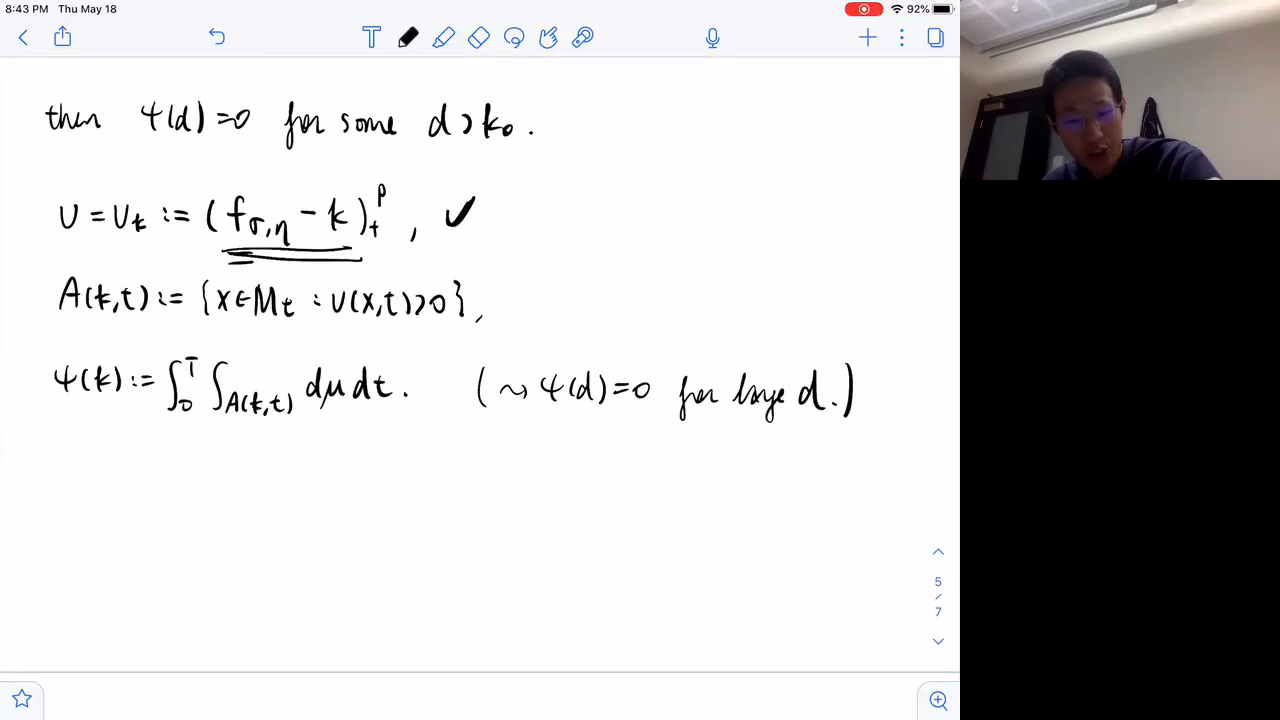 8:43 PM Thu May 18 92%
then Ψ(d)=0 for some d>k₀.
υ = υ_k := (f_{σ,η} - k)_+^p , ✓
A(k,t) := {x∈M_t : υ(x,t)>0},
Ψ(k) := ∫_0^T ∫_{A(k,t)} dμ dt. (⇝ Ψ(d)=0 for large d.)
5
/
7